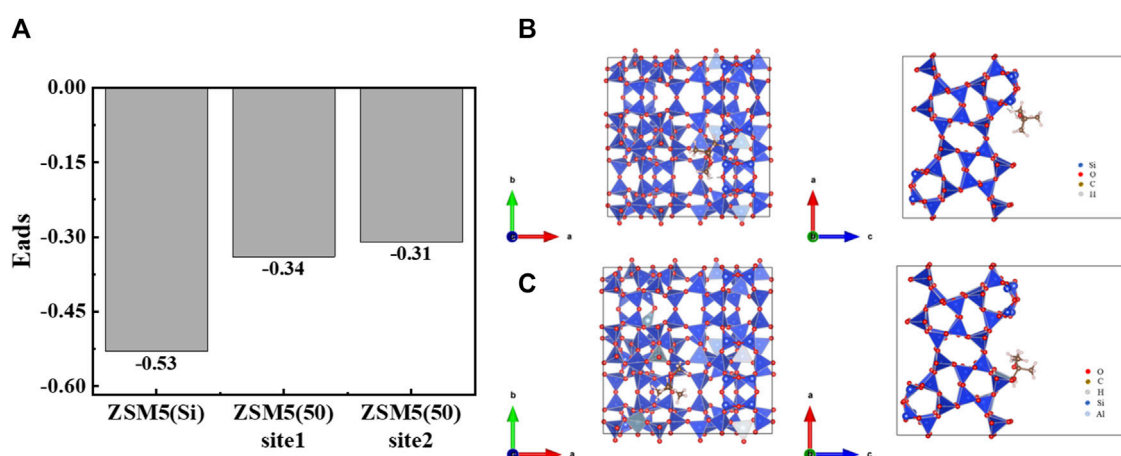 A
0.00
-0.15
-0.30
-0.45
-0.60
Eads
-0.53
-0.34
-0.31
ZSM5(Si)
ZSM5(50)
site1
ZSM5(50)
site2
B
b
a
a
c
Si
O
C
H
C
b
a
a
c
O
C
H
Si
Al